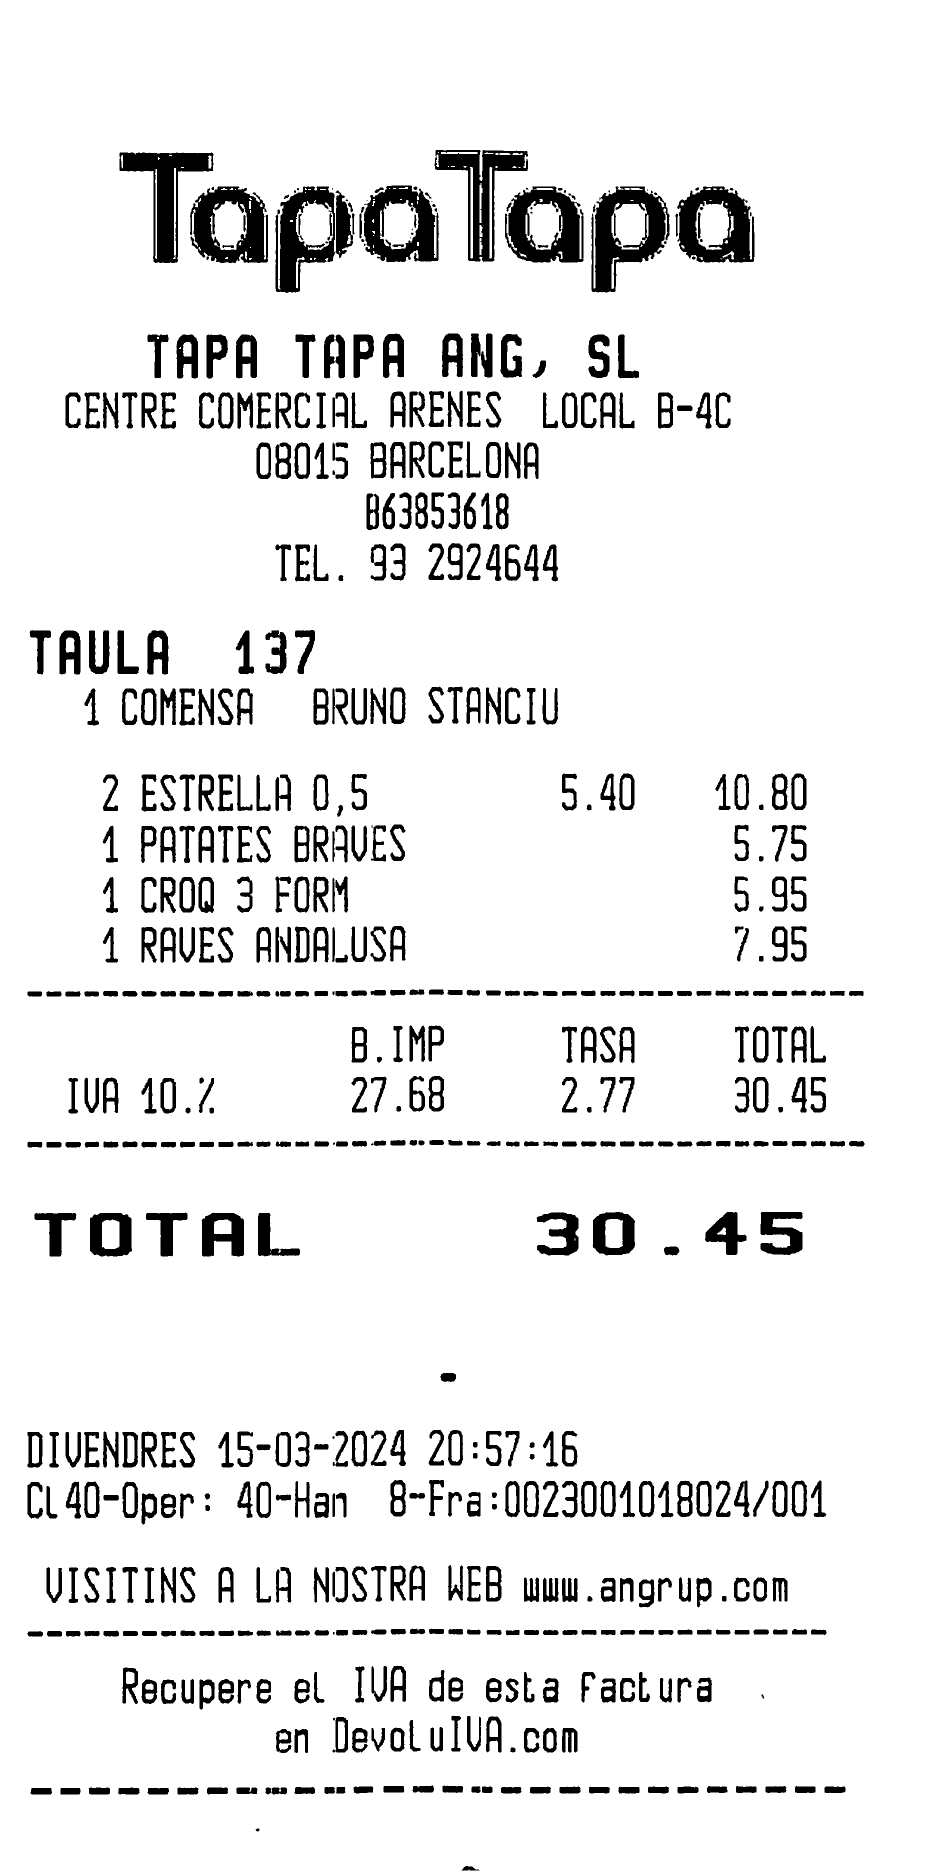 TapaTapa
TAPA TAPA ANG, SL
CENTRE COMERCIAL ARENES LOCAL B-4C
08015 BARCELONA
B63853618
TEL. 93 2924644
TAULA 137
1 COMENSA BRUNO STANCIU
2 ESTRELLA 0,5 5.40 10.80
1 PATATES BRAVES 5.75
1 CROQ 3 FORM 5.95
1 RAVES ANDALUSA 7.95
B.IMP TASA TOTAL
IVA 10.% 27.68 2.77 30.45
TOTAL 30.45
-
DIVENDRES 15-03-2024 20:57:16
CL40-Oper: 40-Han 8-Fra:0023001018024/001
VISITINS A LA NOSTRA WEB www.angrup.com
Recupere el IVA de esta factura
en DevoluIVA.com